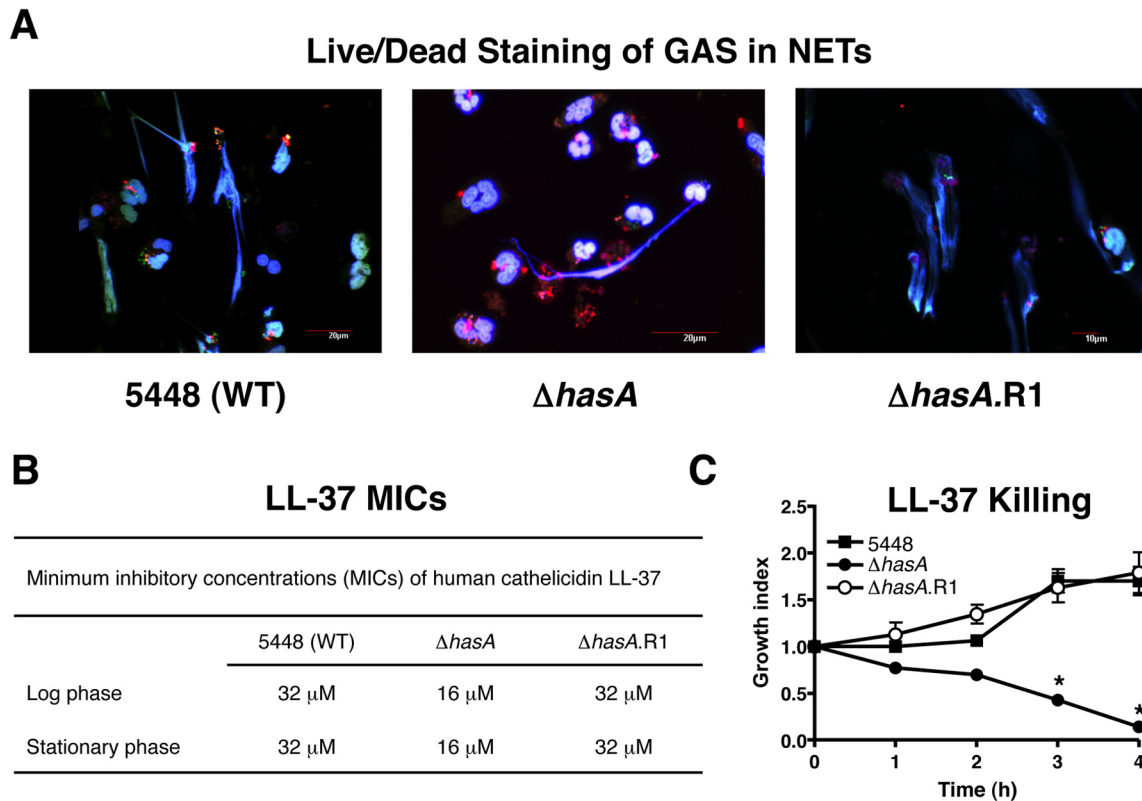 A
Live/Dead Staining of GAS in NETs
20µm
20µm
10µm
5448 (WT)
ΔhasA
ΔhasA.R1
B
LL-37 MICs
Minimum inhibitory concentrations (MICs) of human cathelicidin LL-37
5448 (WT) ΔhasA ΔhasA.R1
Log phase 32 µM 16 µM 32 µM
Stationary phase 32 µM 16 µM 32 µM
C
LL-37 Killing
5448
ΔhasA
ΔhasA.R1
Growth index
2.5
2.0
1.5
1.0
0.5
0.0
*
*
0 1 2 3 4
Time (h)